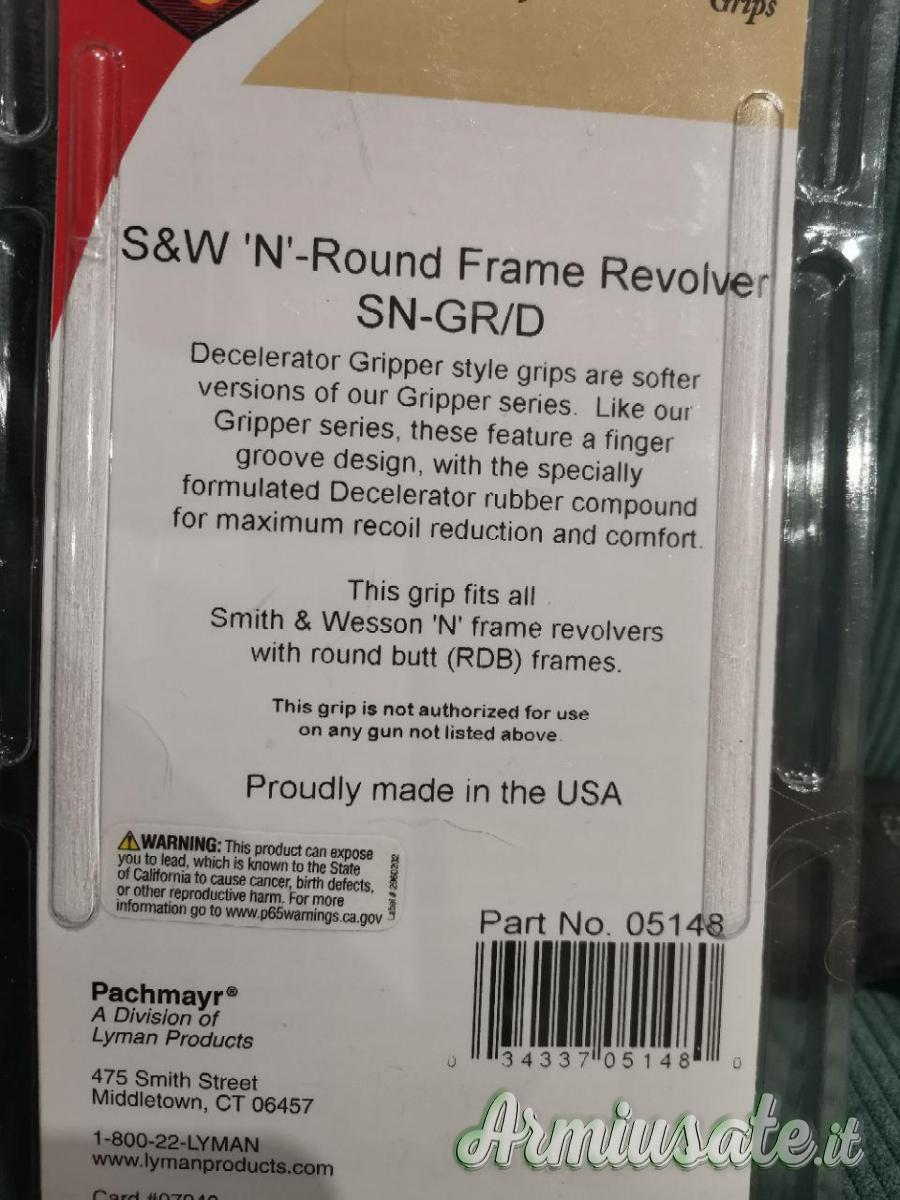 Grips
S&W 'N'-Round Frame Revolver
SN-GR/D
Decelerator Gripper style grips are softer
versions of our Gripper series. Like our
Gripper series, these feature a finger
groove design, with the specially
formulated Decelerator rubber compound
for maximum recoil reduction and comfort.
This grip fits all
Smith & Wesson 'N' frame revolvers
with round butt (RDB) frames.
This grip is not authorized for use
on any gun not listed above.
Proudly made in the USA
WARNING: This product can expose
you to lead, which is known to the State
of California to cause cancer, birth defects,
or other reproductive harm. For more
information go to www.p65warnings.ca.gov
Label # 2960202
Part No. 05148
0 34337 05148 0
Pachmayr®
A Division of
Lyman Products
475 Smith Street
Middletown, CT 06457
1-800-22-LYMAN
www.lymanproducts.com
Armiusate.it